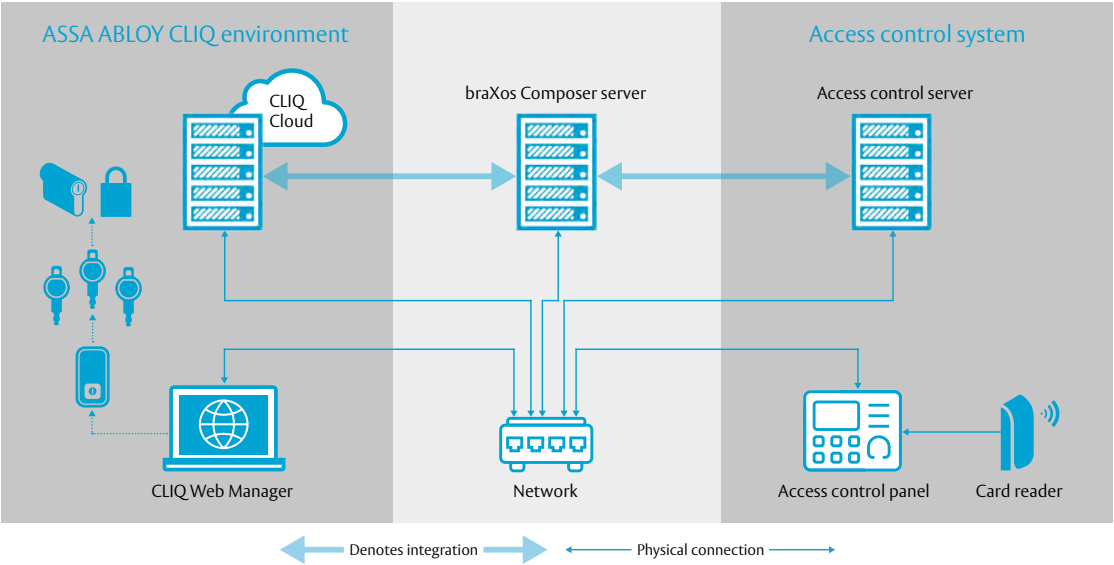 ASSA ABLOY CLIQ environment
Access control system
CLIQ
Cloud
braXos Composer server
Access control server
CLIQ Web Manager
Network
Access control panel
Card reader
Denotes integration
Physical connection